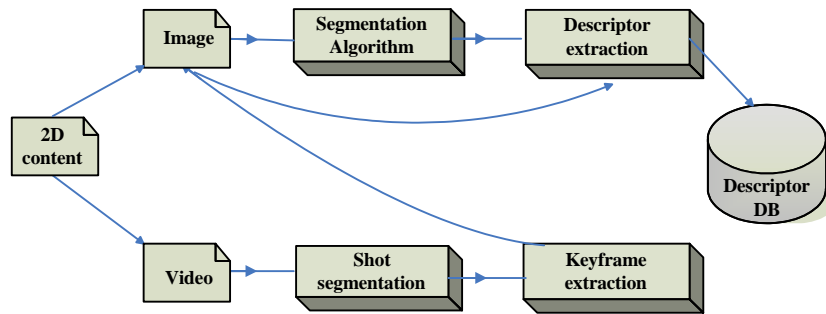 Image
Segmentation
Algorithm
Descriptor
extraction
2D
content
Descriptor
DB
Video
Shot
segmentation
Keyframe
extraction